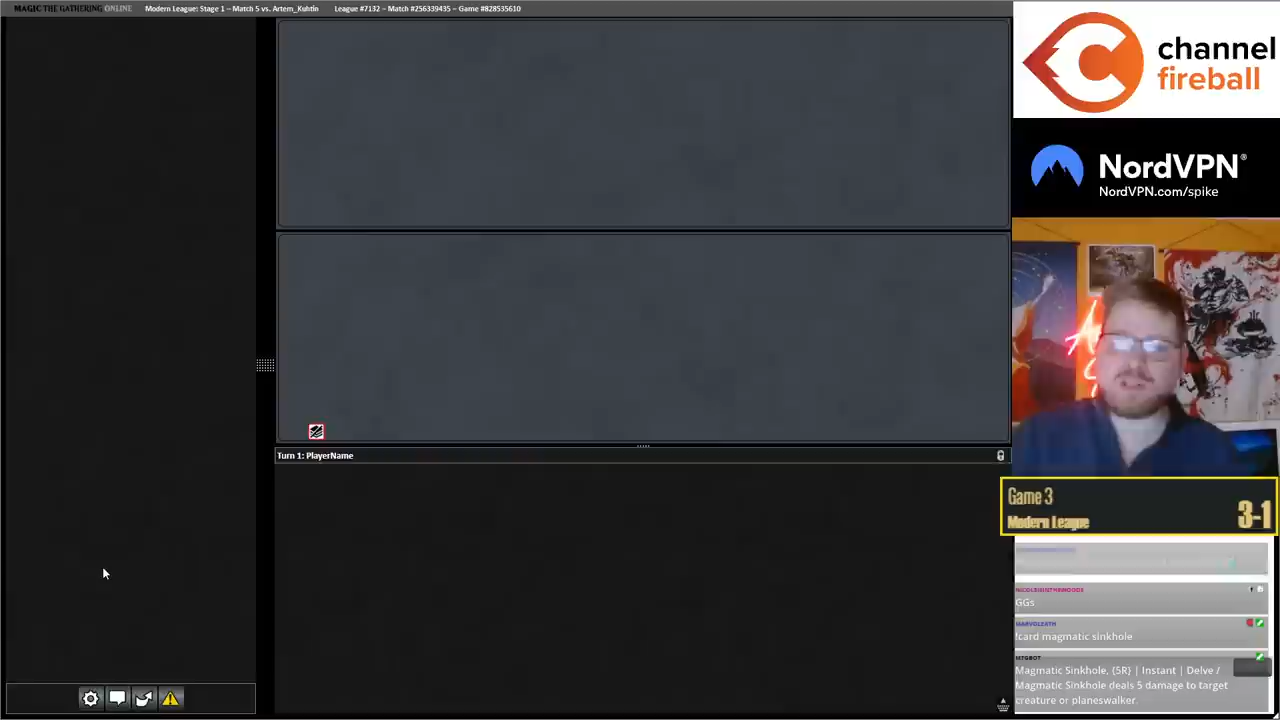 MAGIC THE GATHERING ONLINE Modern League: Stage 1 – Match 5 vs. Artem_Kuhtin League #7132 – Match #256339435 – Game #828535610
channel
fireball
NordVPN®
NordVPN.com/spike
Turn 1: PlayerName
Game 3
Modern League
3-1
GGs
MARVOLEATH
!card magmatic sinkhole
MTGBOT
Magmatic Sinkhole, {5R} | Instant | Delve /
Magmatic Sinkhole deals 5 damage to target
creature or planeswalker.